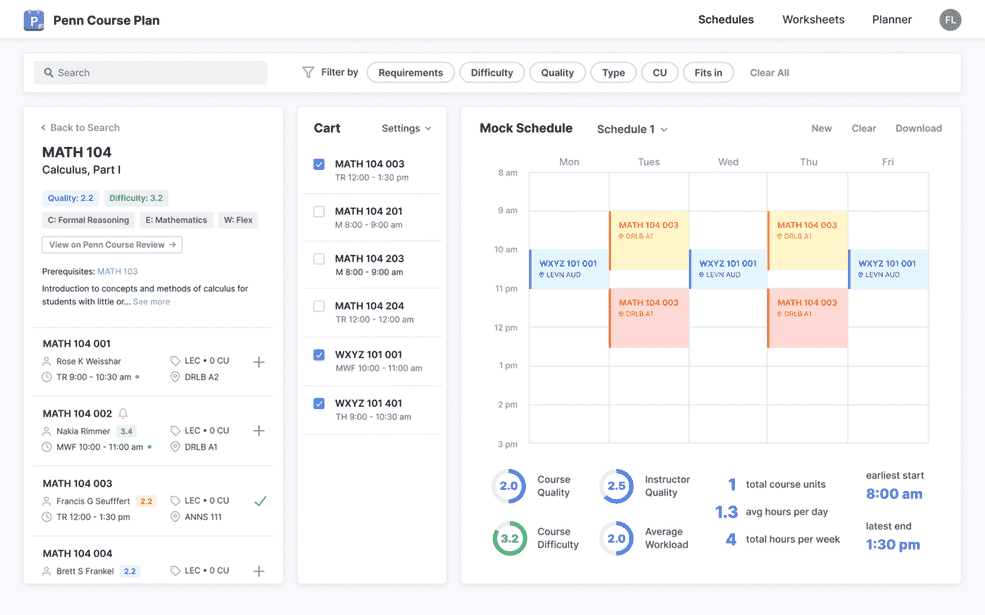 Penn Course Plan
Schedules
Worksheets
Planner
FL
Search
Filter by
Requirements
Difficulty
Quality
Type
CU
Fits in
Clear All
Back to Search
MATH 104
Calculus, Part I
Quality: 2.2
Difficulty: 3.2
C: Formal Reasoning
E: Mathematics
W: Flex
View on Penn Course Review →
Prerequisites: MATH 103
Introduction to concepts and methods of calculus for
students with little or... See more
MATH 104 001
Rose K Weisshar
LEC • 0 CU
TR 9:00 - 10:30 am
DRLB A2
MATH 104 002
Nakia Rimmer 3.4
LEC • 0 CU
MWF 10:00 - 11:00 am
DRLB A1
MATH 104 003
Francis G Seufffert 2.2
LEC • 0 CU
TR 12:00 - 1:30 pm
ANNS 111
MATH 104 004
Brett S Frankel 2.2
LEC • 0 CU
Cart
Settings
MATH 104 003
TR 12:00 - 1:30 pm
MATH 104 201
M 8:00 - 9:00 am
MATH 104 203
M 8:00 - 9:00 am
MATH 104 204
TR 12:00 - 12:00 am
WXYZ 101 001
MWF 10:00 - 11:00 am
WXYZ 101 401
TH 9:00 - 10:30 am
Mock Schedule
Schedule 1
New
Clear
Download
Mon
Tues
Wed
Thu
Fri
8 am
9 am
10 am
11 pm
12 pm
1 pm
2 pm
3 pm
MATH 104 003
DRLB A1
MATH 104 003
DRLB A1
WXYZ 101 001
LEVN AUD
WXYZ 101 001
LEVN AUD
WXYZ 101 001
LEVN AUD
MATH 104 003
DRLB A1
MATH 104 003
DRLB A1
2.0
Course
Quality
2.5
Instructor
Quality
3.2
Course
Difficulty
2.0
Average
Workload
1 total course units
1.3 avg hours per day
4 total hours per week
earliest start
8:00 am
latest end
1:30 pm